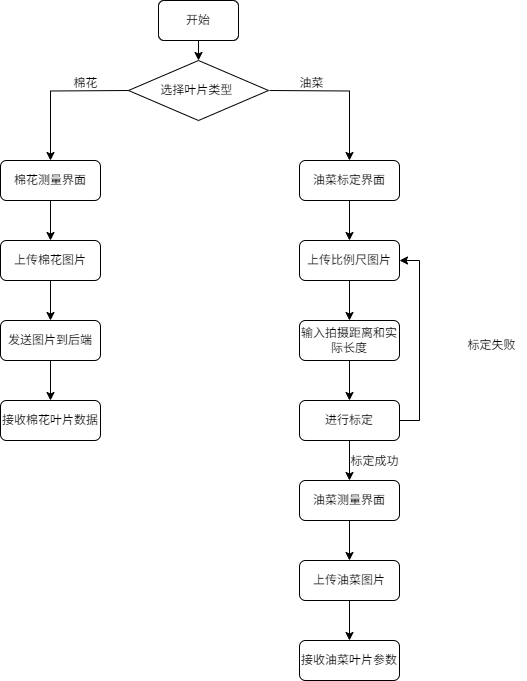 开始
选择叶片类型
棉花
油菜
棉花测量界面
上传棉花图片
发送图片到后端
接收棉花叶片数据
油菜标定界面
上传比例尺图片
输入拍摄距离和实
际长度
进行标定
标定失败
标定成功
油菜测量界面
上传油菜图片
接收油菜叶片参数